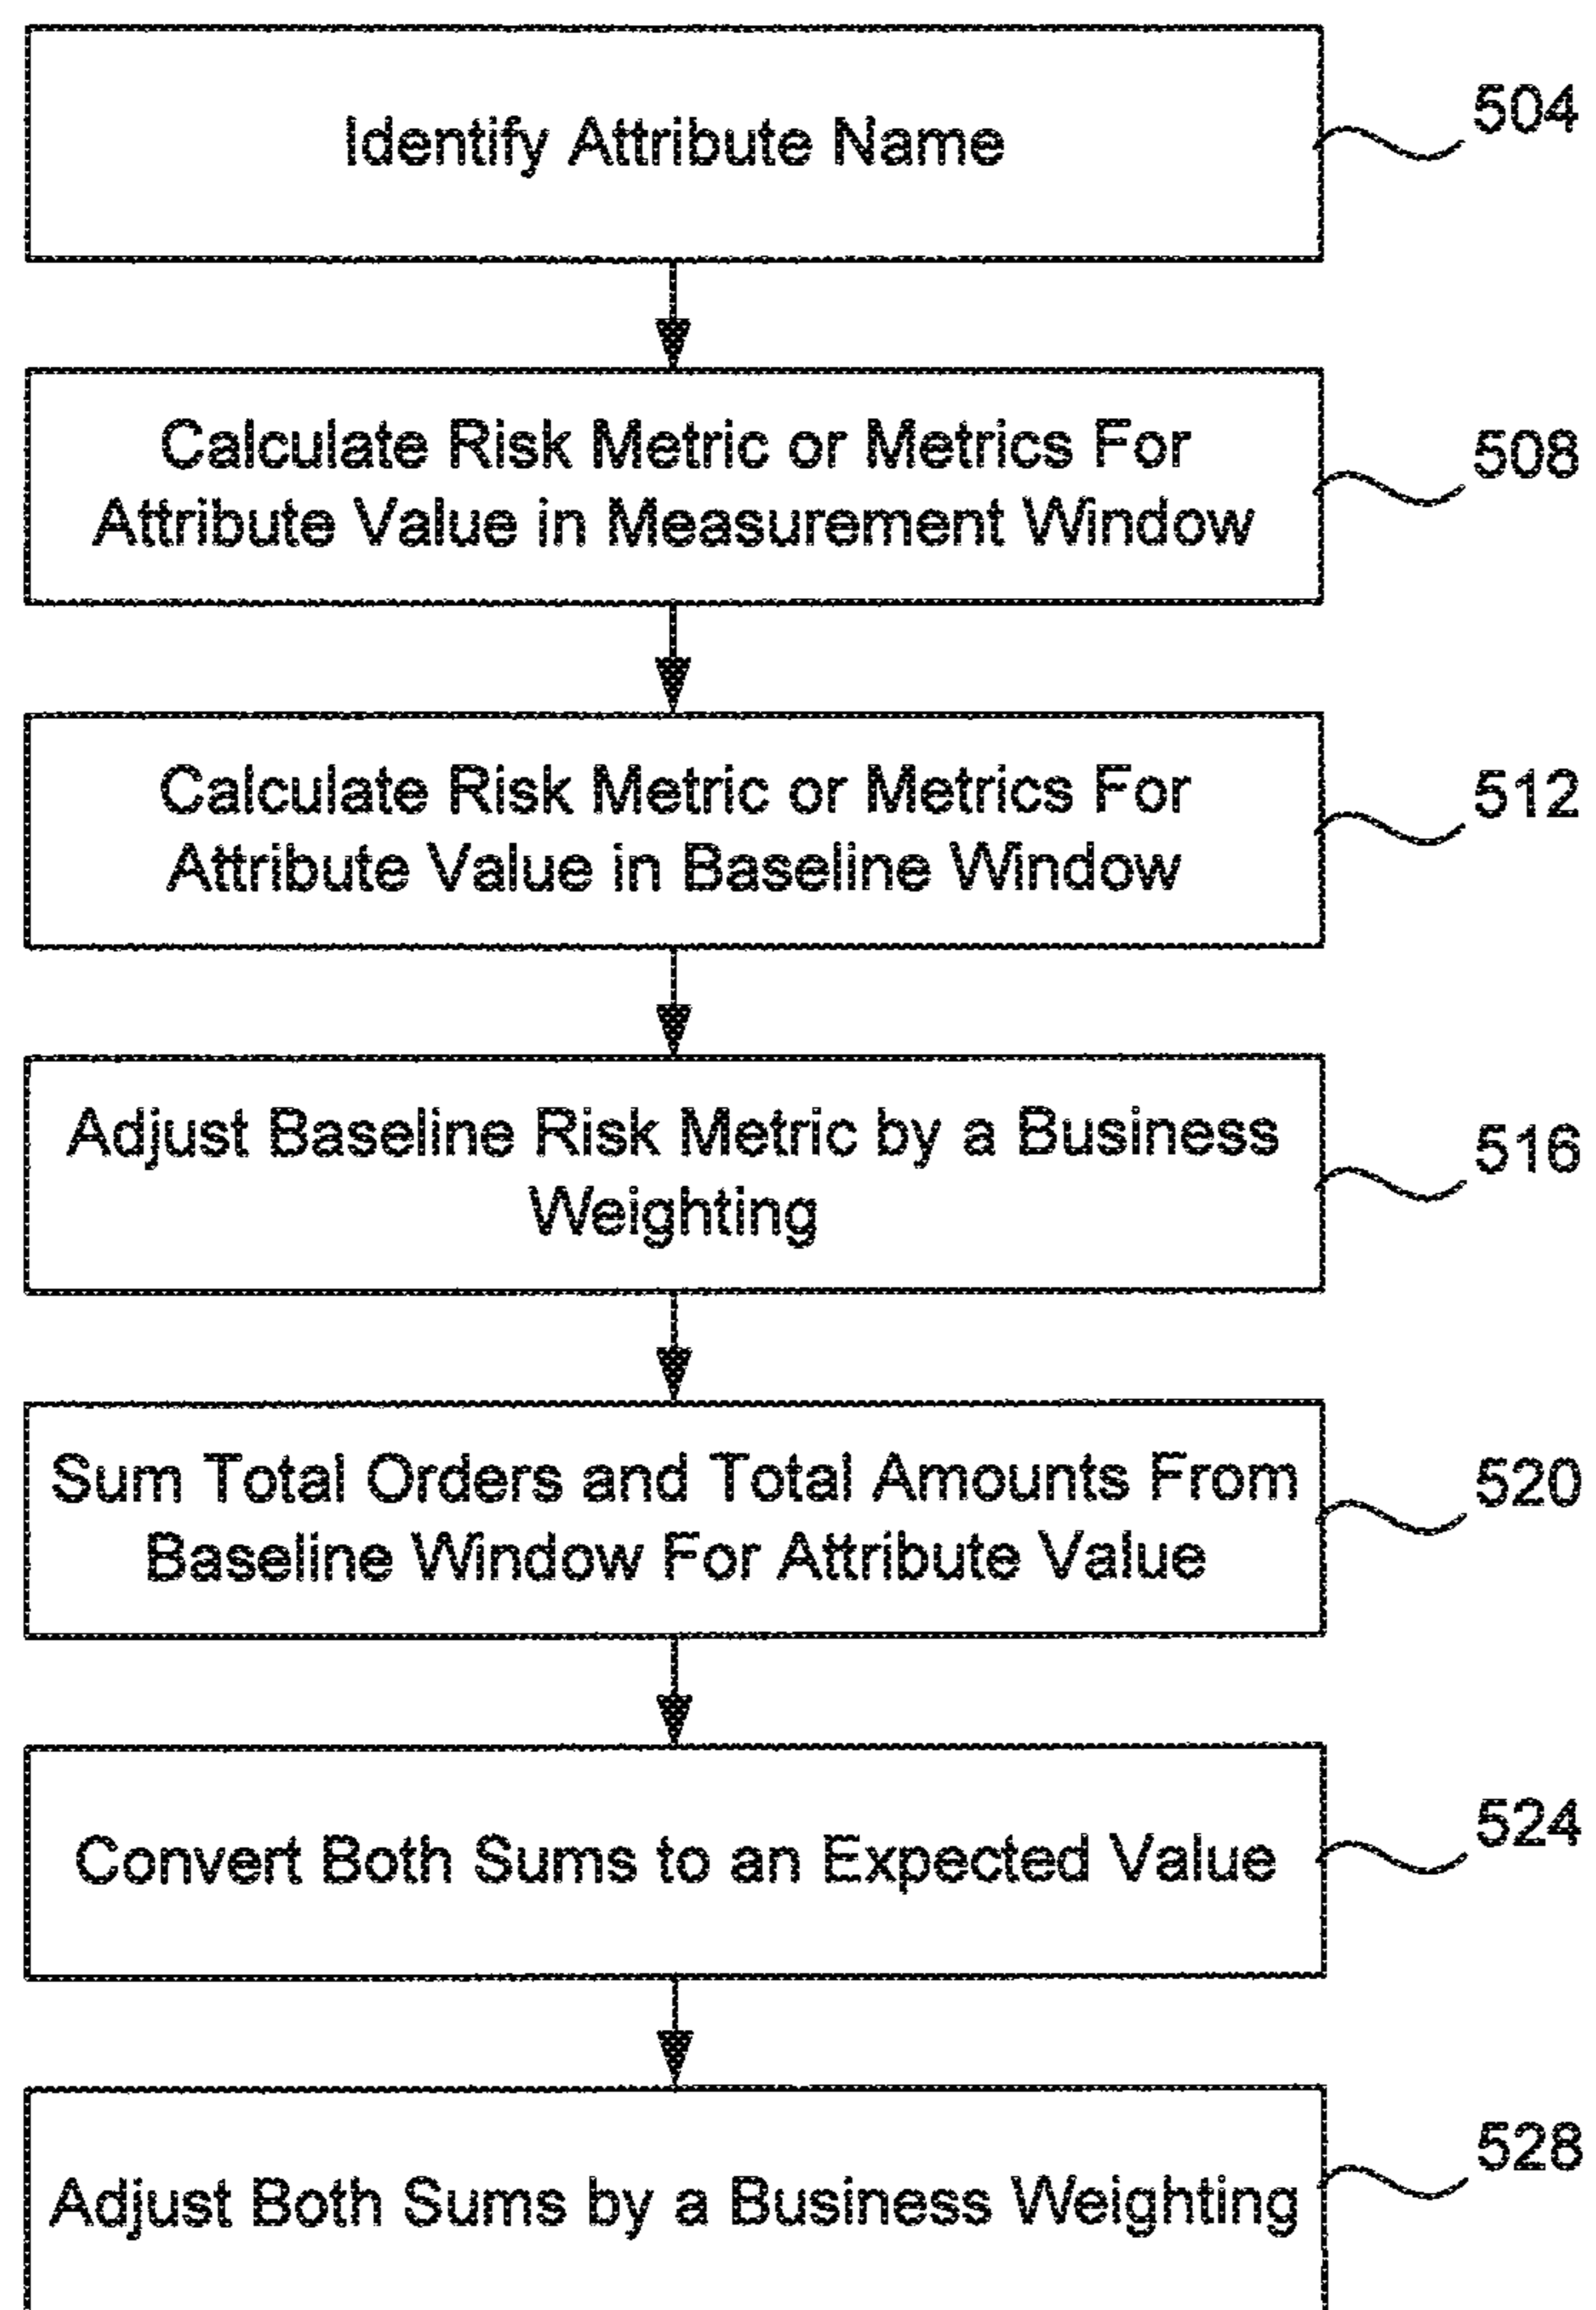 Identify Attribute Name
504
Calculate Risk Metric or Metrics For
Attribute Value in Measurement Window
508
Calculate Risk Metric or Metrics For
Attribute Value in Baseline Window
512
Adjust Baseline Risk Metric by a Business
Weighting
516
Sum Total Orders and Total Amounts From
Baseline Window For Attribute Value
520
Convert Both Sums to an Expected Value
524
Adjust Both Sums by a Business Weighting
528